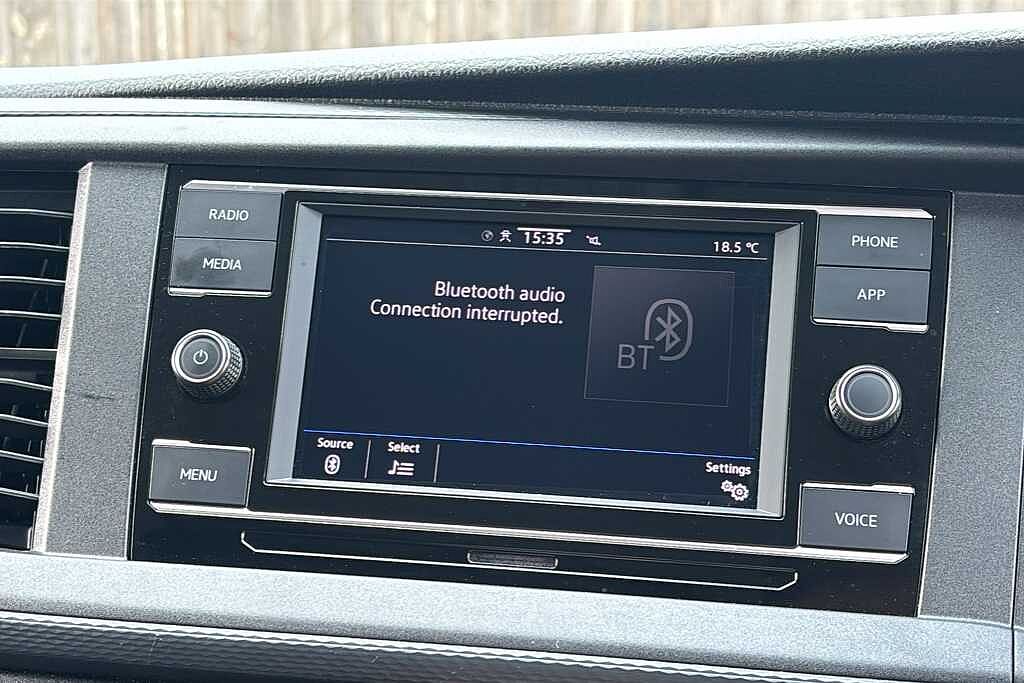 RADIO
MEDIA
MENU
15:35
18.5 °C
Bluetooth audio
Connection interrupted.
BT
Source
Select
Settings
PHONE
APP
VOICE